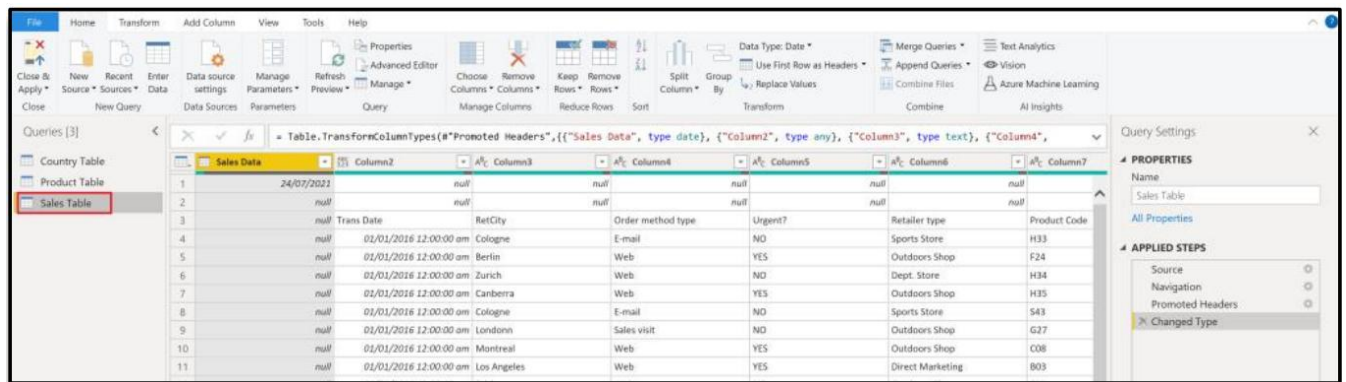 File Home Transform Add Column View Tools Help
Close & Apply
New Source
Recent Sources
Enter Data
Data source settings
Manage Parameters
Refresh Preview
Properties
Advanced Editor
Manage
Choose Columns
Remove Columns
Keep Rows
Remove Rows
Split Column
Group By
Data Type: Date
Use First Row as Headers
Replace Values
Merge Queries
Append Queries
Combine Files
Text Analytics
Vision
Azure Machine Learning
Close New Query Data Sources Parameters Query Manage Columns Reduce Rows Sort Transform Combine AI Insights
Queries [3]
Country Table
Product Table
Sales Table
fx = Table.TransformColumnTypes(#"Promoted Headers",{{"Sales Data", type date}, {"Column2", type any}, {"Column3", type text}, {"Column4",
Sales Data ABC 123 Column2 ABC Column3 ABC Column4 ABC Column5 ABC Column6 ABC Column7
1 24/07/2021 null null null null null
2 null null null null null null
3 null Trans Date RetCity Order method type Urgent? Retailer type Product Code
4 null 01/01/2016 12:00:00 am Cologne E-mail NO Sports Store H33
5 null 01/01/2016 12:00:00 am Berlin Web YES Outdoors Shop F24
6 null 01/01/2016 12:00:00 am Zurich Web NO Dept. Store H34
7 null 01/01/2016 12:00:00 am Canberra Web YES Outdoors Shop H35
8 null 01/01/2016 12:00:00 am Cologne E-mail NO Sports Store S43
9 null 01/01/2016 12:00:00 am Londonn Sales visit NO Outdoors Shop G27
10 null 01/01/2016 12:00:00 am Montreal Web YES Outdoors Shop C08
11 null 01/01/2016 12:00:00 am Los Angeles Web YES Direct Marketing B03
Query Settings
PROPERTIES
Name
Sales Table
All Properties
APPLIED STEPS
Source
Navigation
Promoted Headers
Changed Type